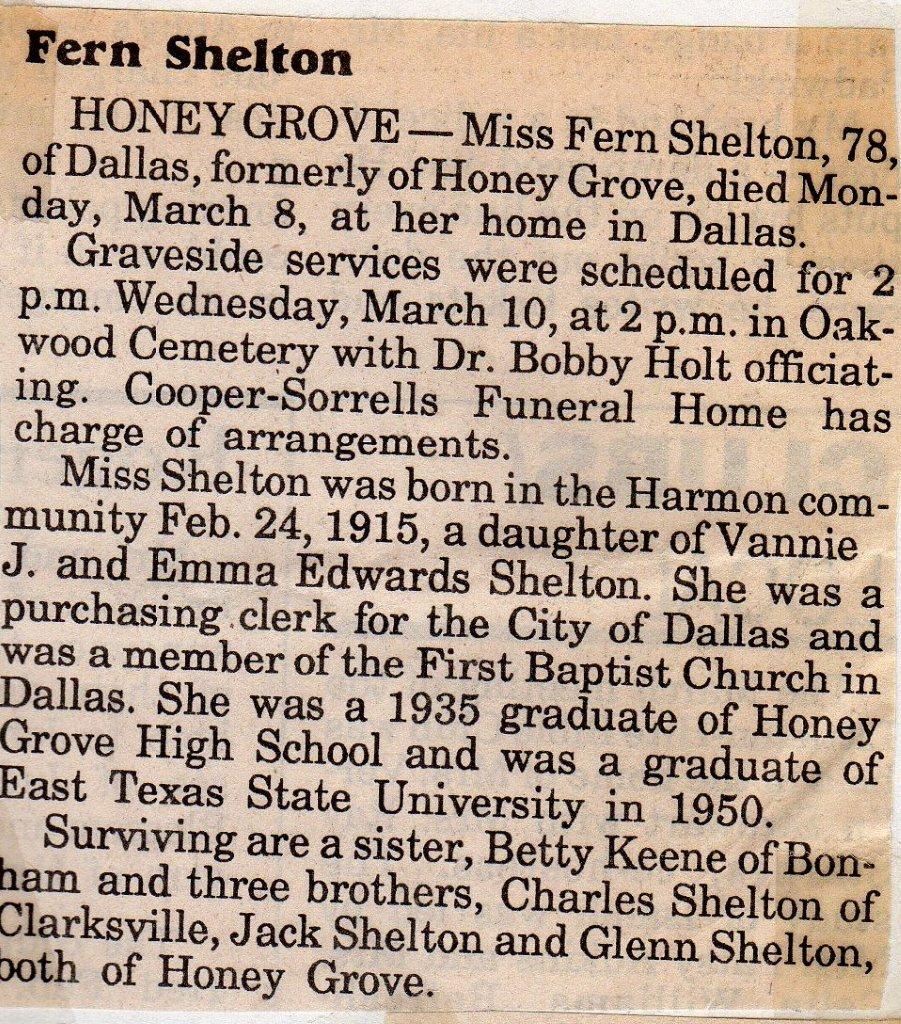 Fern Shelton
HONEY GROVE — Miss Fern Shelton, 78,
of Dallas, formerly of Honey Grove, died Mon-
day, March 8, at her home in Dallas.
Graveside services were scheduled for 2
p.m. Wednesday, March 10, at 2 p.m. in Oak-
wood Cemetery with Dr. Bobby Holt officiat-
ing. Cooper-Sorrells Funeral Home has
charge of arrangements.
Miss Shelton was born in the Harmon com-
munity Feb. 24, 1915, a daughter of Vannie
J. and Emma Edwards Shelton. She was a
purchasing clerk for the City of Dallas and
was a member of the First Baptist Church in
Dallas. She was a 1935 graduate of Honey
Grove High School and was a graduate of
East Texas State University in 1950.
Surviving are a sister, Betty Keene of Bon-
ham and three brothers, Charles Shelton of
Clarksville, Jack Shelton and Glenn Shelton,
both of Honey Grove.